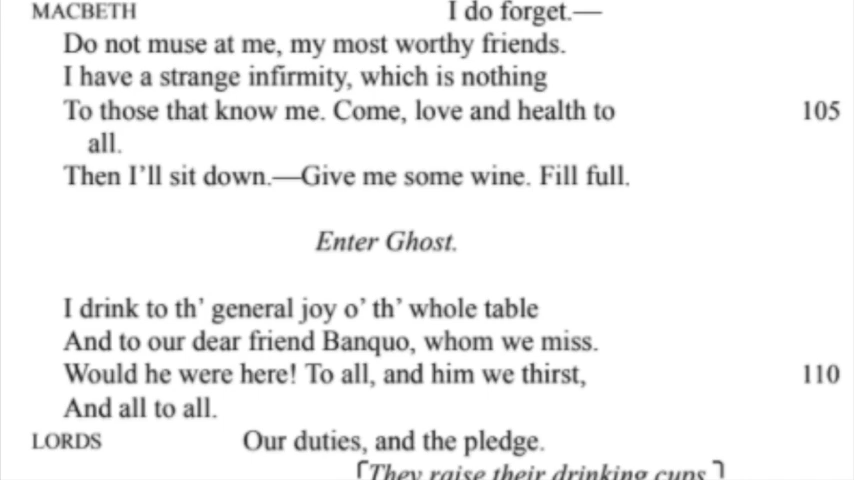 MACBETH I do forget.—
Do not muse at me, my most worthy friends.
I have a strange infirmity, which is nothing
To those that know me. Come, love and health to 105
all.
Then I’ll sit down.—Give me some wine. Fill full.
Enter Ghost.
I drink to th’ general joy o’ th’ whole table
And to our dear friend Banquo, whom we miss.
Would he were here! To all, and him we thirst, 110
And all to all.
LORDS Our duties, and the pledge.
⌜They raise their drinking cups.⌝